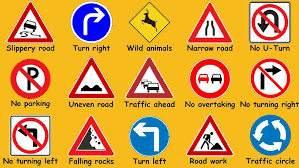 Slippery road Turn right Wild animals Narrow road No U-Turn
P
No parking Uneven road Traffic ahead No overtaking No turning right
No turning left Falling rocks Turn left Road work Traffic circle